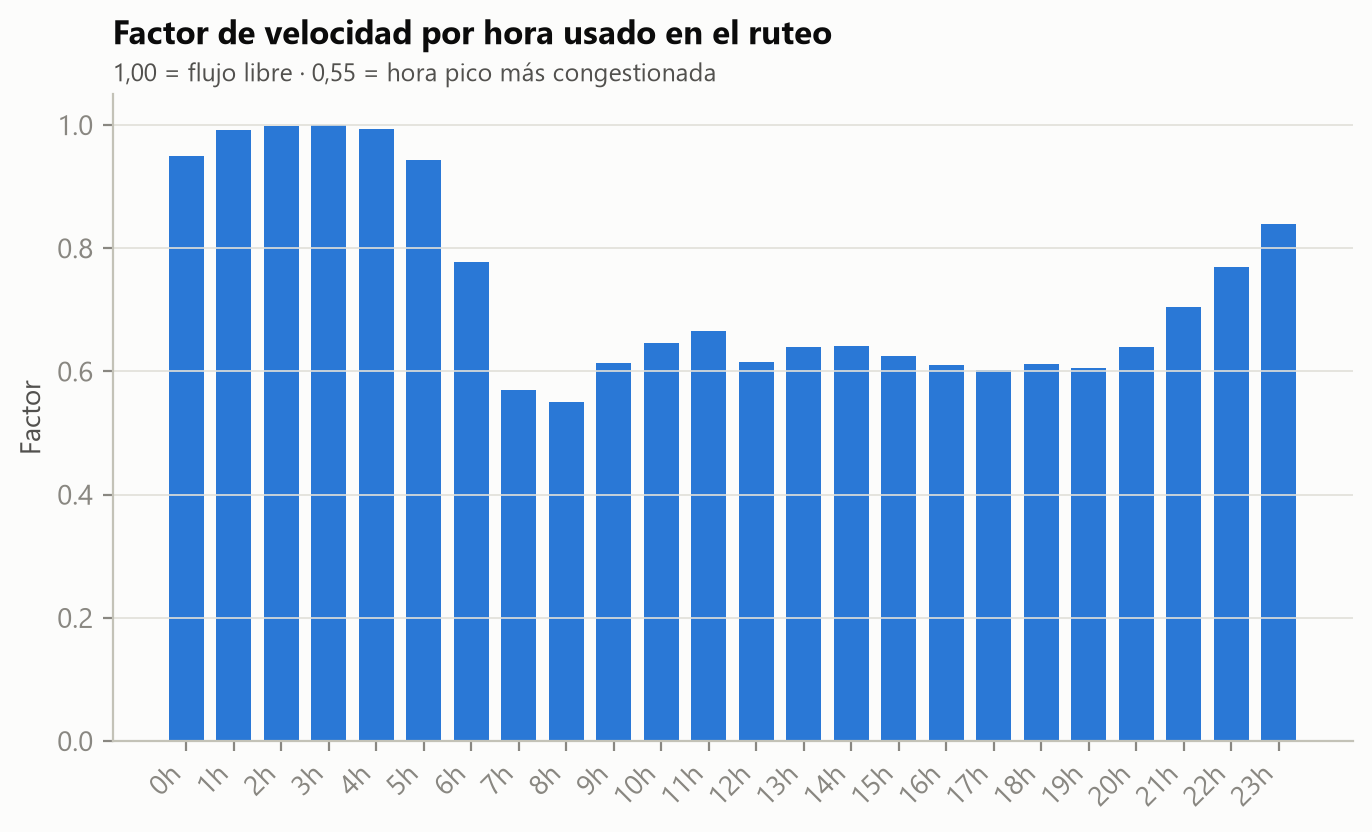 Factor de velocidad por hora usado en el ruteo
1,00 = flujo libre · 0,55 = hora pico más congestionada
1.0
0.8
0.6
0.4
0.2
0.0
Factor
0h 1h 2h 3h 4h 5h 6h 7h 8h 9h 10h 11h 12h 13h 14h 15h 16h 17h 18h 19h 20h 21h 22h 23h